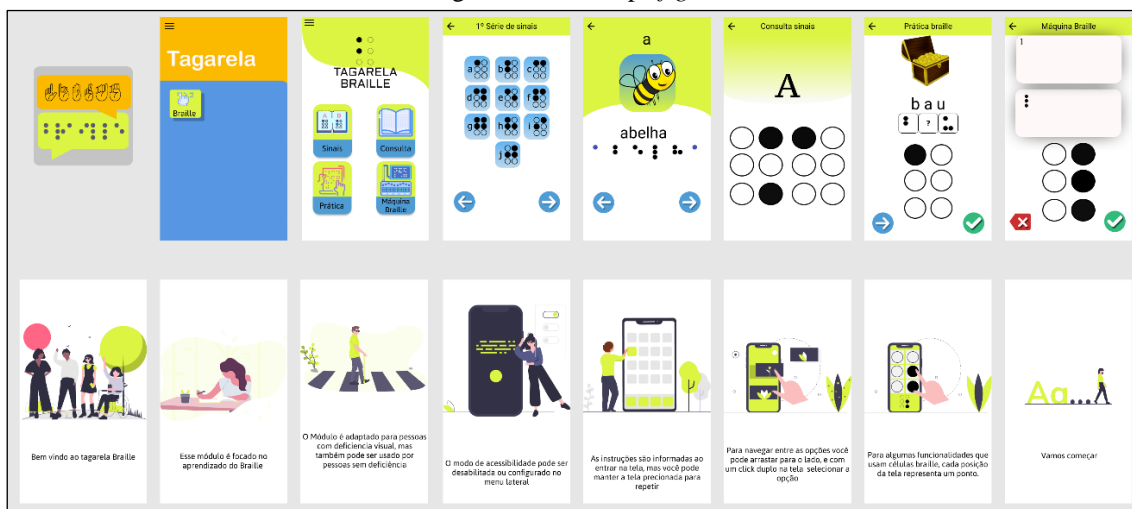 Tagarela
Braille
TAGARELA
BRAILLE
Sinais
Consulta
Prática
Máquina
Braille
1º Série de sinais
a
b
c
d
e
f
g
h
i
j
a
abelha
Consulta sinais
A
Prática braille
b a u
?
Máquina Braille
1
Bem vindo ao tagarela Braille
Esse módulo é focado no
aprendizado do Braille
O Módulo é adaptado para pessoas
com deficiencia visual, mas
também pode ser usado por
pessoas sem deficiência
O modo de acessibilidade pode ser
desabilitada ou configurado no
menu lateral
As instruções são informadas ao
entrar na tela, mas você pode
manter a tela precionada para
repetir
Para navegar entre as opções você
pode arrastar para o lado, e com
um click duplo na tela selecionar a
opção
Para algumas funcionalidades que
usam células braille, cada posição
da tela representa um ponto.
Aa...
Vamos começar